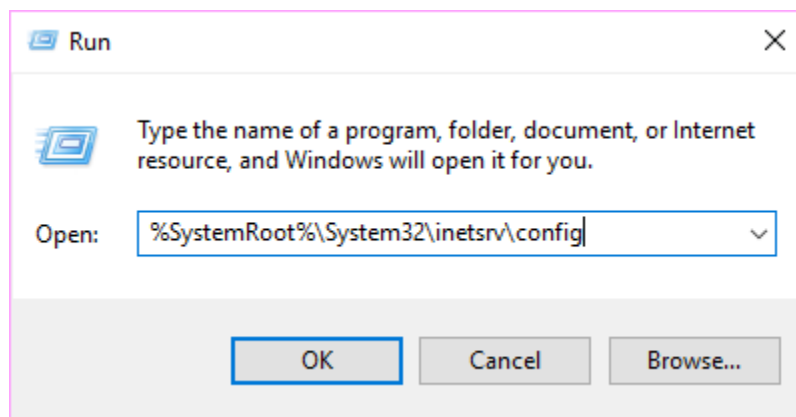 Run
Type the name of a program, folder, document, or Internet
resource, and Windows will open it for you.
Open: %SystemRoot%\System32\inetsrv\config
OK Cancel Browse...